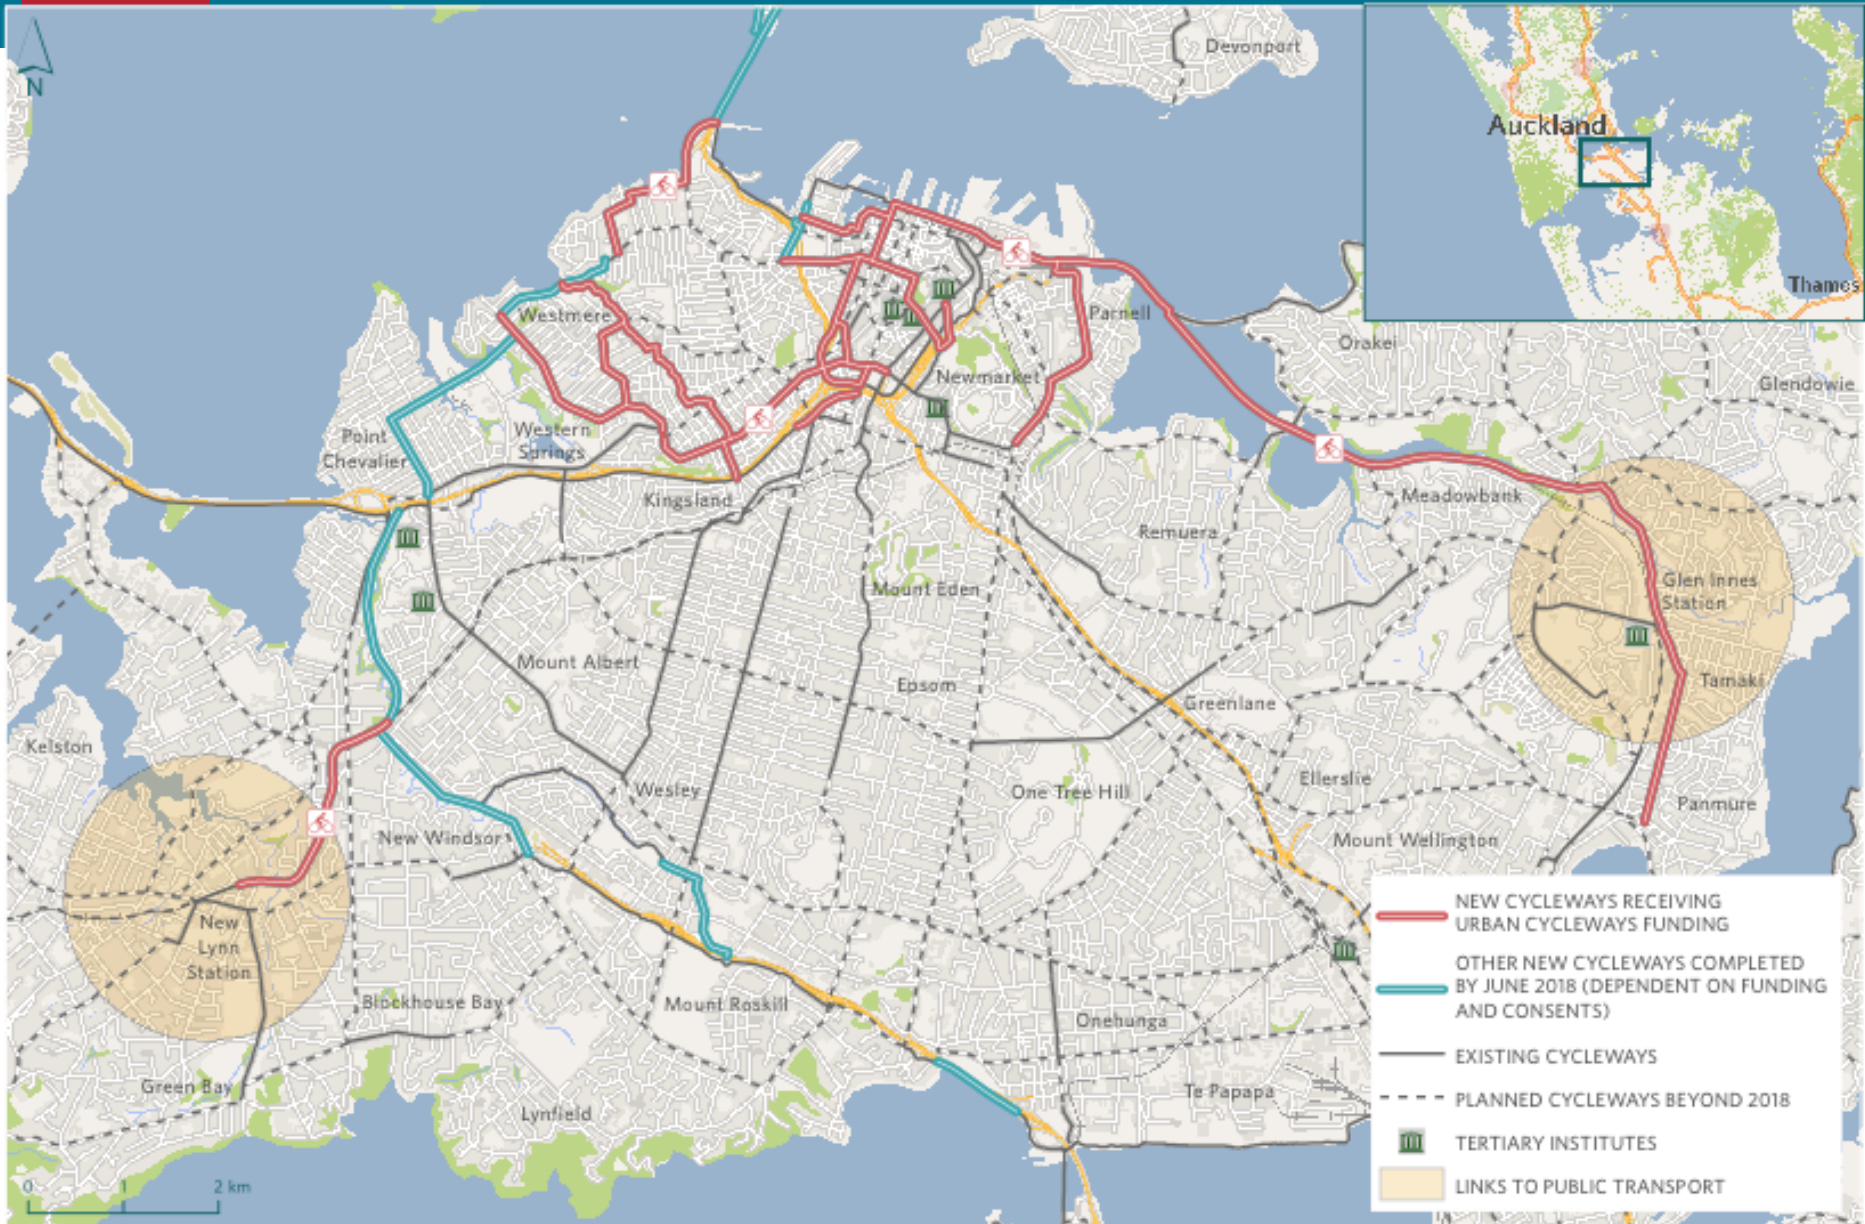 N
Devonport
Auckland
Thames
Westmere
Parnell
Orakei
Newmarket
Glendowie
Point
Chevalier
Western
Springs
Kingsland
Meadowbank
Remuera
Mount Eden
Glen Innes
Station
Mount Albert
Epsom
Tamaki
Greenlane
Kelston
Wesley
One Tree Hill
Ellerslie
Panmure
New Windsor
Mount Wellington
New
Lynn
Station
Blockhouse Bay
Mount Roskill
Onehunga
Green Bay
Lynfield
Te Papapa
0 1 2 km
NEW CYCLEWAYS RECEIVING
URBAN CYCLEWAYS FUNDING
OTHER NEW CYCLEWAYS COMPLETED
BY JUNE 2018 (DEPENDENT ON FUNDING
AND CONSENTS)
EXISTING CYCLEWAYS
PLANNED CYCLEWAYS BEYOND 2018
TERTIARY INSTITUTES
LINKS TO PUBLIC TRANSPORT